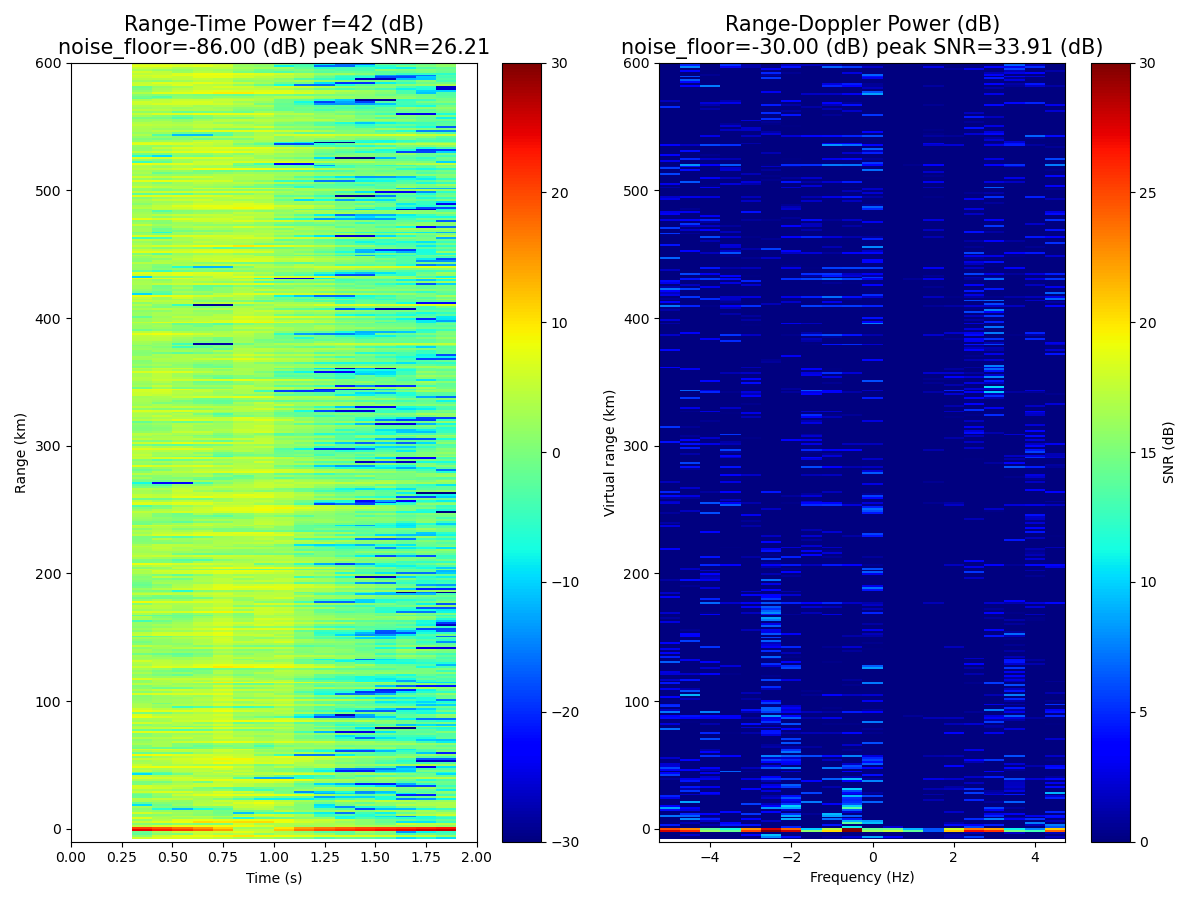 Range-Time Power f=42 (dB)
noise_floor=-86.00 (dB) peak SNR=26.21
Range-Doppler Power (dB)
noise_floor=-30.00 (dB) peak SNR=33.91 (dB)
600
500
400
300
200
100
0
Range (km)
0.00 0.25 0.50 0.75 1.00 1.25 1.50 1.75 2.00
Time (s)
30
20
10
0
−10
−20
−30
600
500
400
300
200
100
0
Virtual range (km)
−4 −2 0 2 4
Frequency (Hz)
30
25
20
15
10
5
0
SNR (dB)